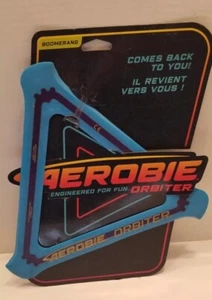 BOOMERANG
COMES BACK
TO YOU!
IL REVIENT
VERS VOUS !
AEROBIE
ENGINEERED FOR FUN.
ORBITER
AEROBIE ORBITER